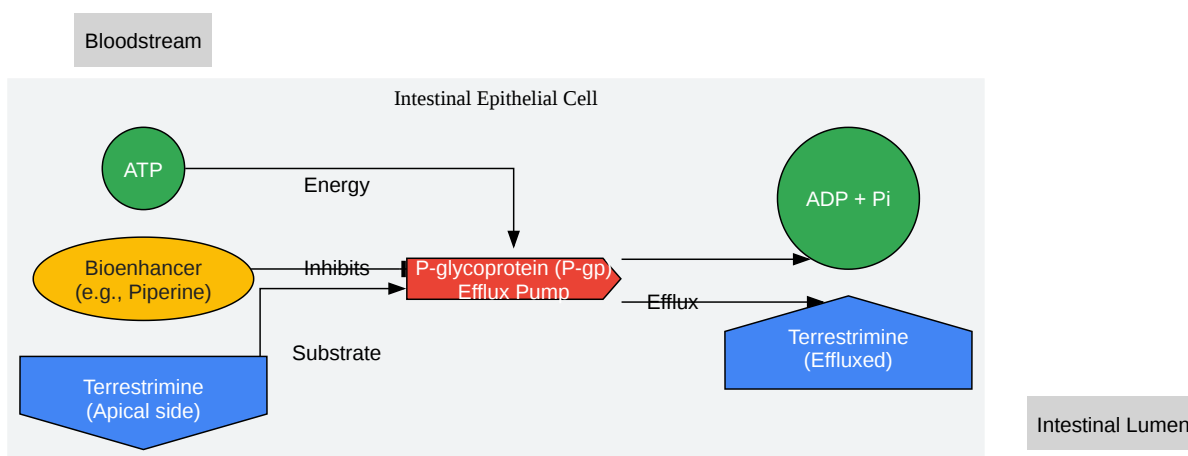 Bloodstream
Intestinal Epithelial Cell
ATP
Energy
ADP + Pi
Bioenhancer
(e.g., Piperine)
Inhibits
P-glycoprotein (P-gp)
Efflux Pump
Efflux
Substrate
Terrestrimine
(Effluxed)
Terrestrimine
(Apical side)
Intestinal Lumen